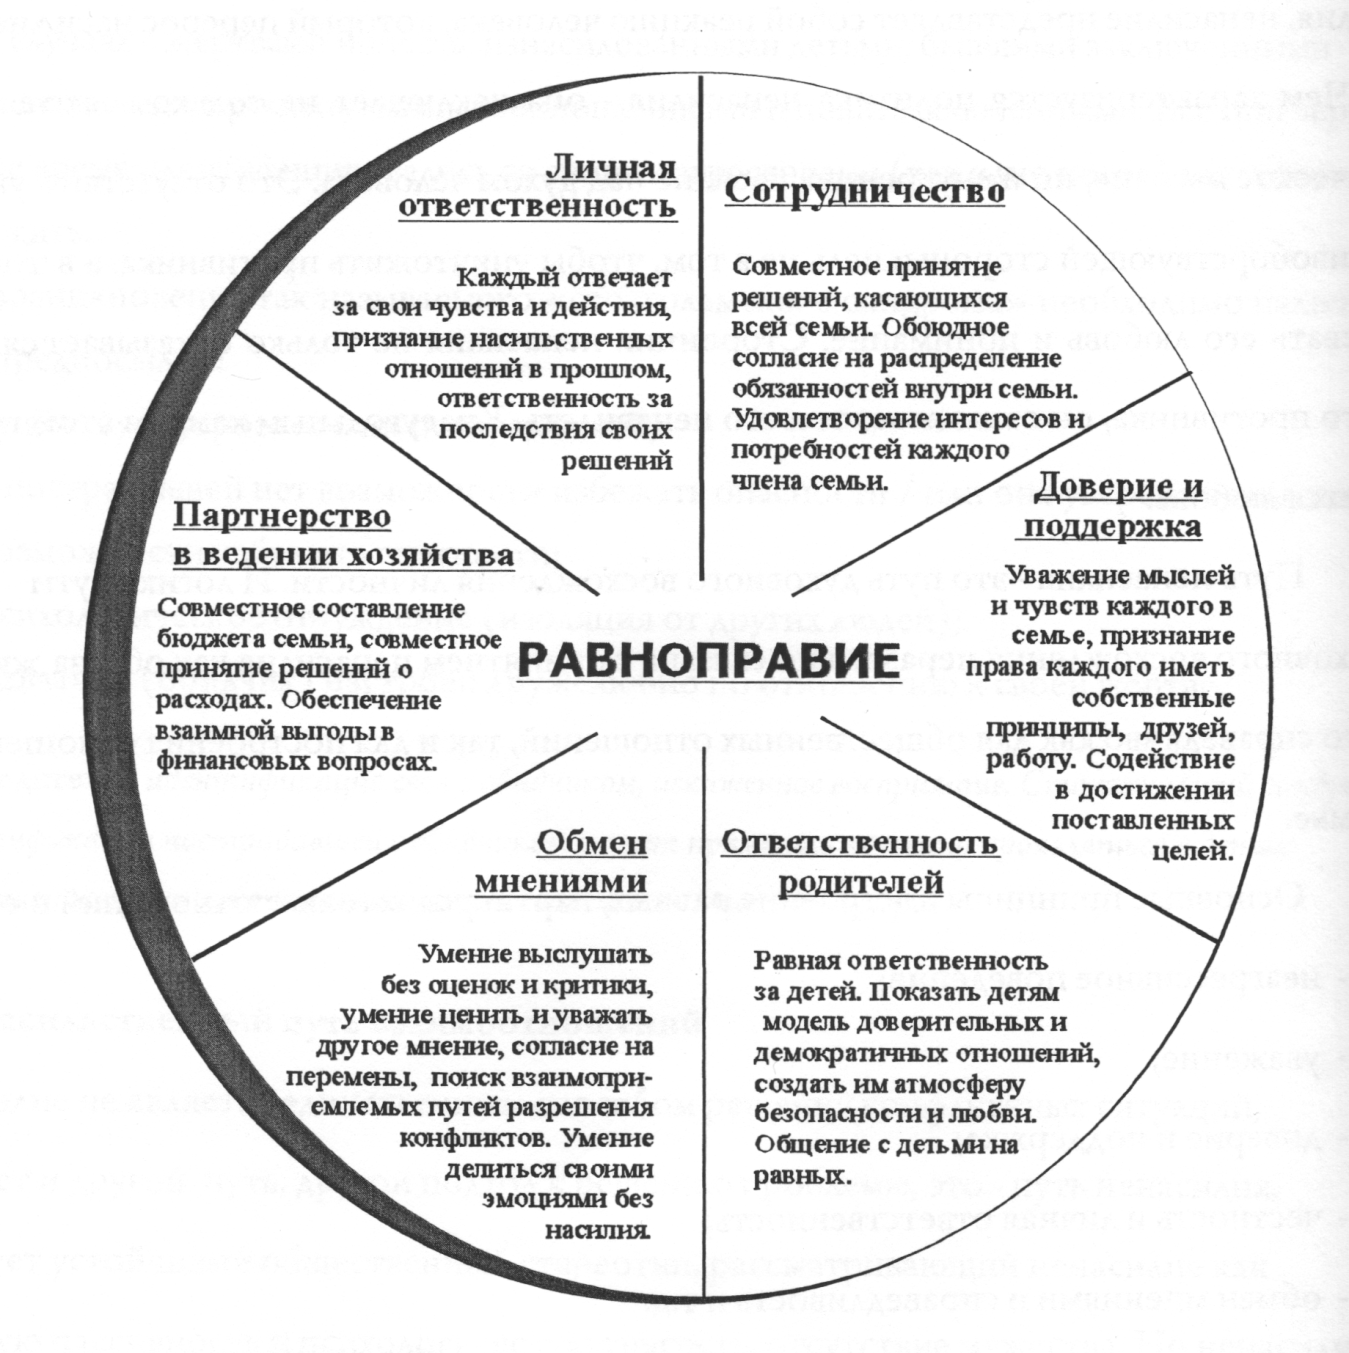 Личная
ответственность
Каждый отвечает
за свои чувства и действия,
признание насильственных
отношений в прошлом,
ответственность за
последствия своих
решений
Сотрудничество
Совместное принятие
решений, касающихся
всей семьи. Обоюдное
согласие на распределение
обязанностей внутри семьи.
Удовлетворение интересов и
потребностей каждого
члена семьи.
Доверие и
поддержка
Уважение мыслей
и чувств каждого в
семье, признание
права каждого иметь
собственные
принципы, друзей,
работу. Содействие
в достижении
поставленных
целей.
Партнерство
в ведении хозяйства
Совместное составление
бюджета семьи, совместное
принятие решений о
расходах. Обеспечение
взаимной выгоды в
финансовых вопросах.
РАВНОПРАВИЕ
Обмен
мнениями
Умение выслушать
без оценок и критики,
умение ценить и уважать
другое мнение, согласие на
перемены, поиск взаимопри-
емлемых путей разрешения
конфликтов. Умение
делиться своими
эмоциями без
насилия.
Ответственность
родителей
Равная ответственность
за детей. Показать детям
модель доверительных и
демократичных отношений,
создать им атмосферу
безопасности и любви.
Общение с детьми на
равных.